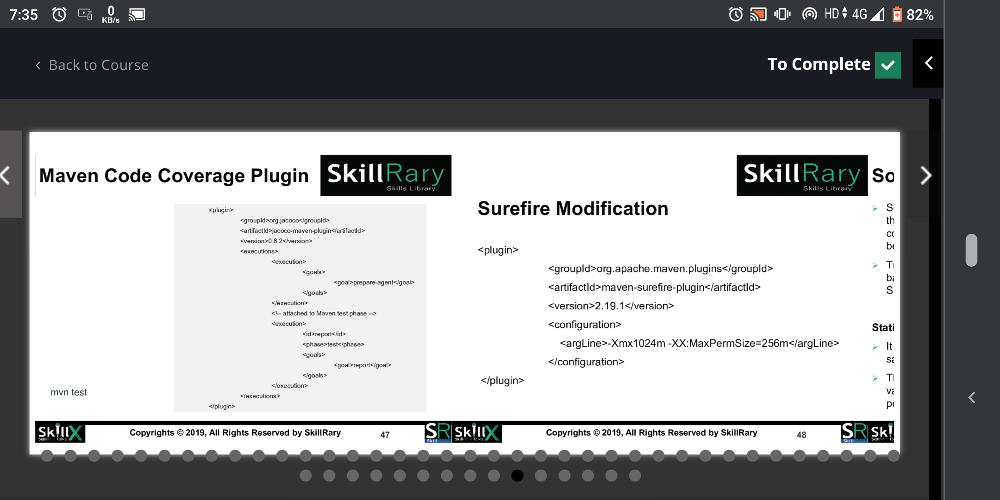 7:35
0
KB/s
HD
4G
82%
Back to Course
To Complete
Maven Code Coverage Plugin
SkillRary
Skills Library
<plugin>
<groupId>org.jacoco</groupId>
<artifactId>jacoco-maven-plugin</artifactId>
<version>0.8.2</version>
<executions>
<execution>
<goals>
<goal>prepare-agent</goal>
</goals>
</execution>
<!-- attached to Maven test phase -->
<execution>
<id>report</id>
<phase>test</phase>
<goals>
<goal>report</goal>
</goals>
</execution>
</executions>
</plugin>
mvn test
SkillX
SkillRary Talks
Copyrights © 2019, All Rights Reserved by SkillRary
47
SR
SkillRary
SkillRary
Skills Library
Surefire Modification
<plugin>
<groupId>org.apache.maven.plugins</groupId>
<artifactId>maven-surefire-plugin</artifactId>
<version>2.19.1</version>
<configuration>
<argLine>-Xmx1024m -XX:MaxPermSize=256m</argLine>
</configuration>
</plugin>
SkillX
SkillRary Talks
Copyrights © 2019, All Rights Reserved by SkillRary
48
SR
SkillRary
So
th
be
Stati
It
Ski